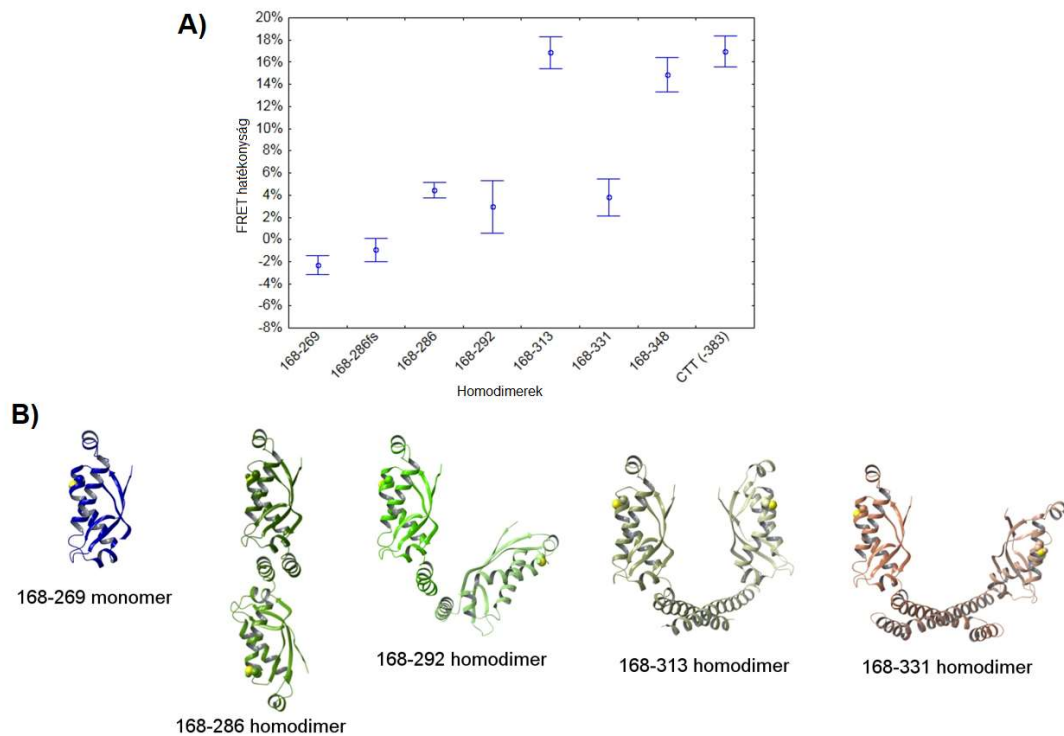 A)
20%
18%
16%
14%
12%
10%
8%
6%
4%
2%
0%
-2%
-4%
-6%
-8%
FRET hatékonyság
168-269
168-286fs
168-286
168-292
168-313
168-331
168-348
CTT (-383)
Homodimerek
B)
168-269 monomer
168-286 homodimer
168-292 homodimer
168-313 homodimer
168-331 homodimer